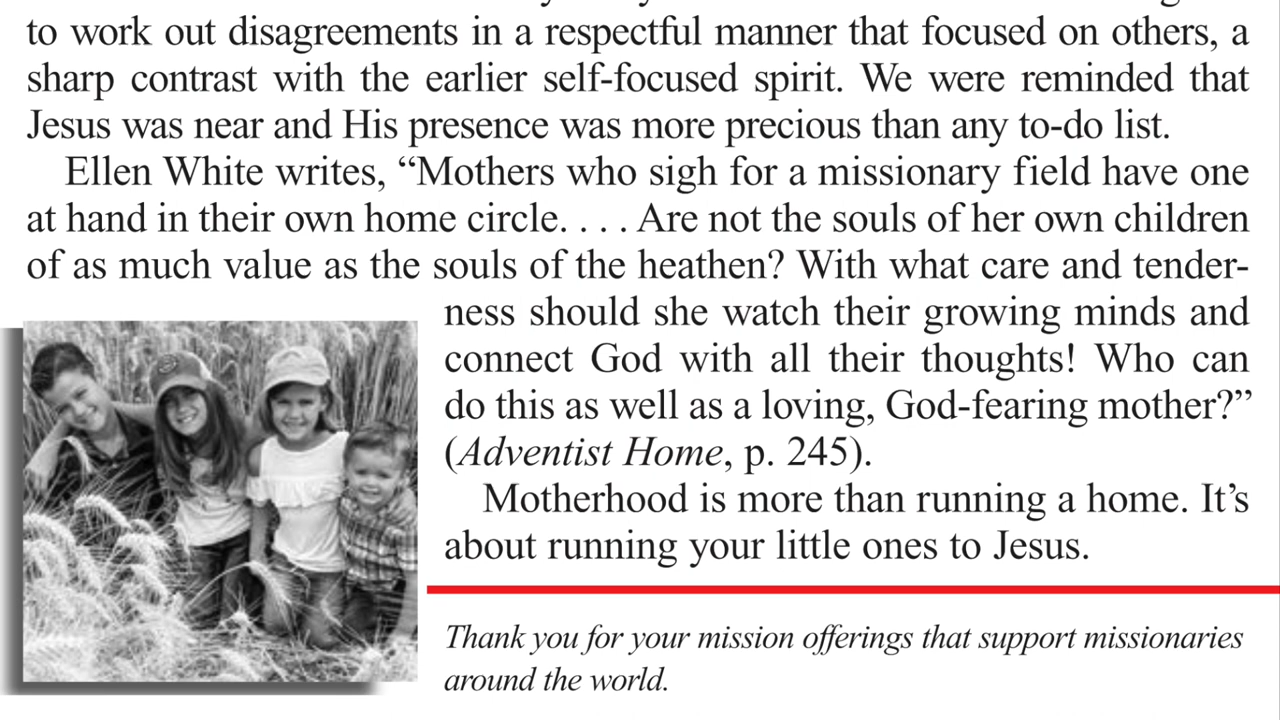 to work out disagreements in a respectful manner that focused on others, a
sharp contrast with the earlier self-focused spirit. We were reminded that
Jesus was near and His presence was more precious than any to-do list.
Ellen White writes, “Mothers who sigh for a missionary field have one
at hand in their own home circle. . . . Are not the souls of her own children
of as much value as the souls of the heathen? With what care and tender-
ness should she watch their growing minds and
connect God with all their thoughts! Who can
do this as well as a loving, God-fearing mother?”
(Adventist Home, p. 245).
Motherhood is more than running a home. It’s
about running your little ones to Jesus.
Thank you for your mission offerings that support missionaries
around the world.